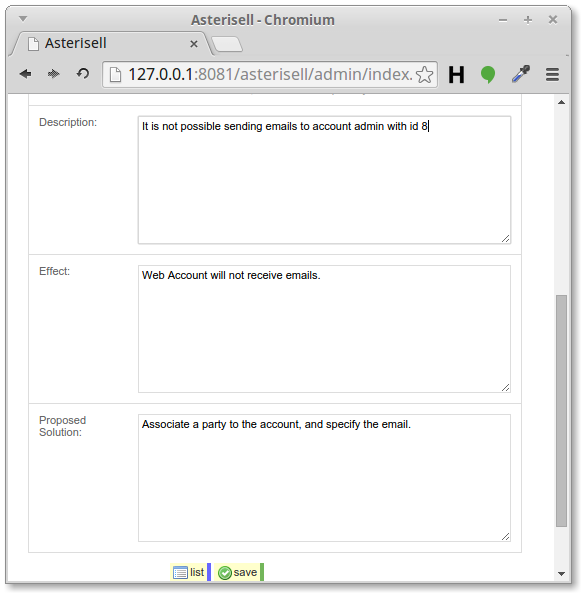 Asterisell - Chromium
Asterisell
127.0.0.1:8081/asterisell/admin/index.
H
Description:
It is not possible sending emails to account admin with id 8
Effect:
Web Account will not receive emails.
Proposed
Solution:
Associate a party to the account, and specify the email.
list save